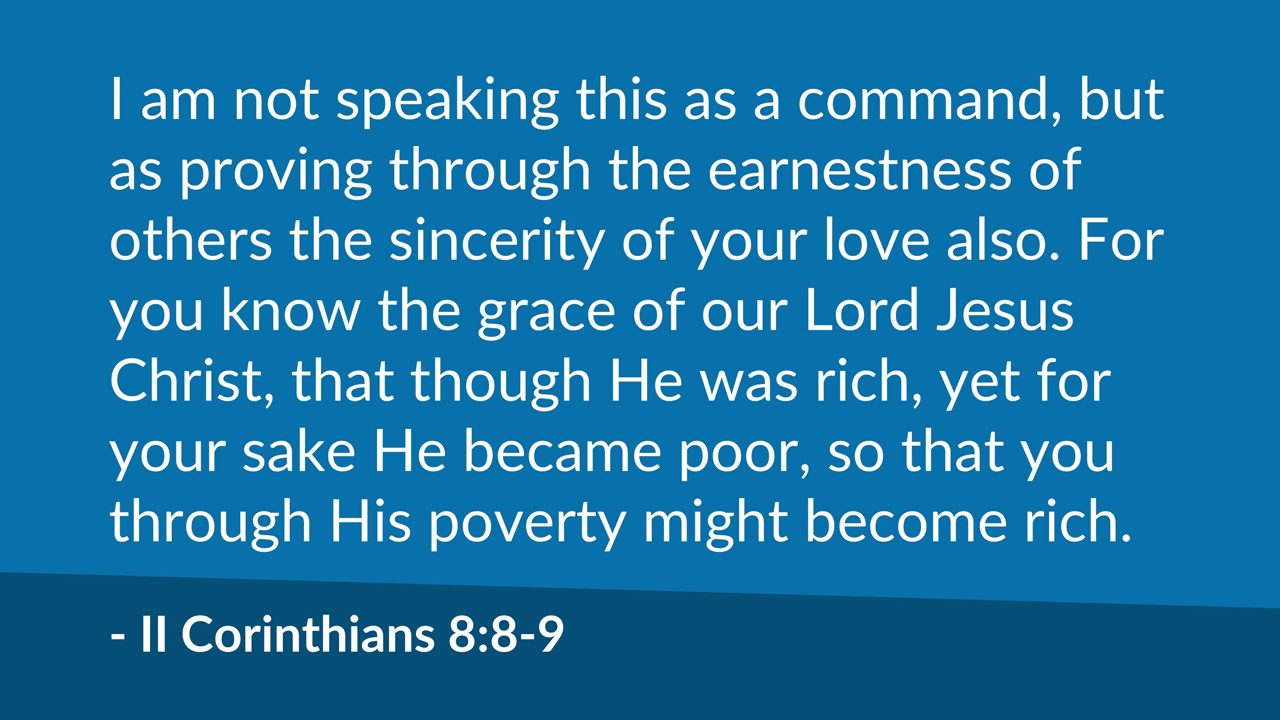 I am not speaking this as a command, but
as proving through the earnestness of
others the sincerity of your love also. For
you know the grace of our Lord Jesus
Christ, that though He was rich, yet for
your sake He became poor, so that you
through His poverty might become rich.
- II Corinthians 8:8-9